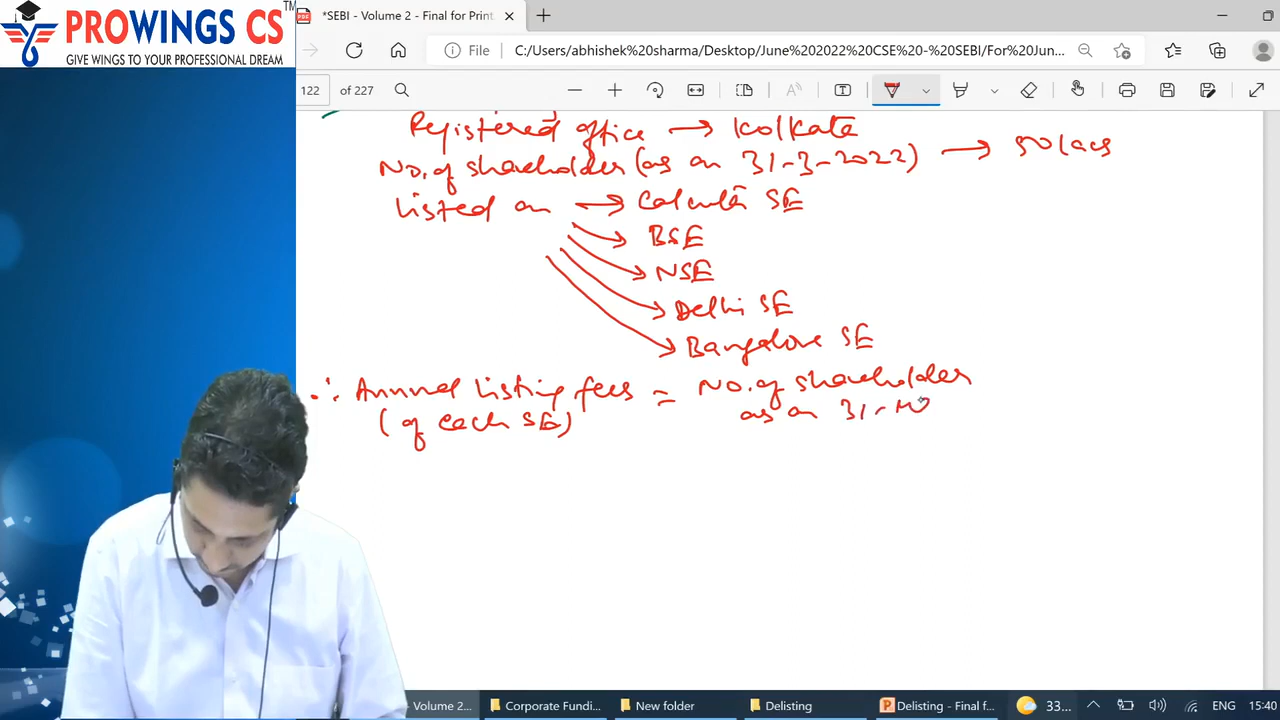 PROWINGS CS™
GIVE WINGS TO YOUR PROFESSIONAL DREAM
PDF *SEBI - Volume 2 - Final for Print
File C:/Users/abhishek%20sharma/Desktop/June%202022%20CSE%20-%20SEBI/For%20Jun...
122 of 227
Registered office → Kolkata
No. of shareholder (as on 31-3-2022) → 50 lacs
Listed on → Calcutta SE
→ BSE
→ NSE
→ Delhi SE
→ Bangalore SE
∴ Annual Listing fees = No. of shareholder
(of each SE) as on 31-
Volume 2... Corporate Fundi... New folder Delisting Delisting - Final f... 33... ENG 15:40